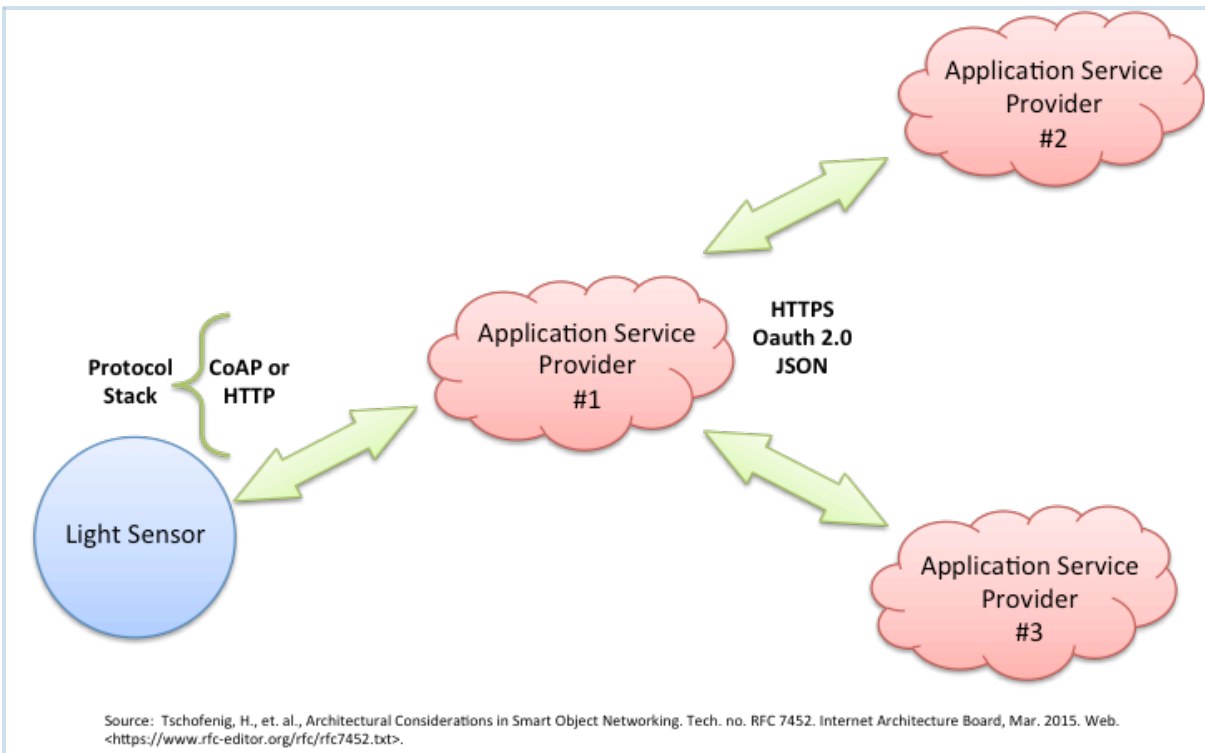 Application Service
Provider
#2
Application Service
Provider
#1
HTTPS
Oauth 2.0
JSON
Protocol
Stack
CoAP or
HTTP
Light Sensor
Application Service
Provider
#3
Source: Tschofenig, H., et. al., Architectural Considerations in Smart Object Networking. Tech. no. RFC 7452. Internet Architecture Board, Mar. 2015. Web.
<https://www.rfc-editor.org/rfc/rfc7452.txt>.